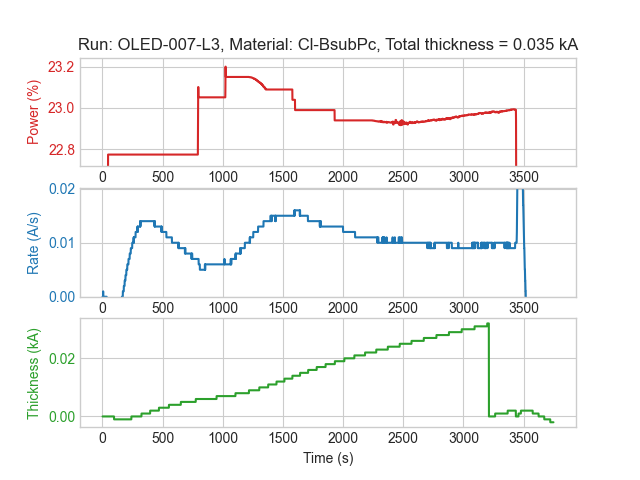 Run: OLED-007-L3, Material: Cl-BsubPc, Total thickness = 0.035 kA
Power (%)
23.2
23.0
22.8
0 500 1000 1500 2000 2500 3000 3500
Rate (A/s)
0.02
0.01
0.00
0 500 1000 1500 2000 2500 3000 3500
Thickness (kA)
0.02
0.00
0 500 1000 1500 2000 2500 3000 3500
Time (s)